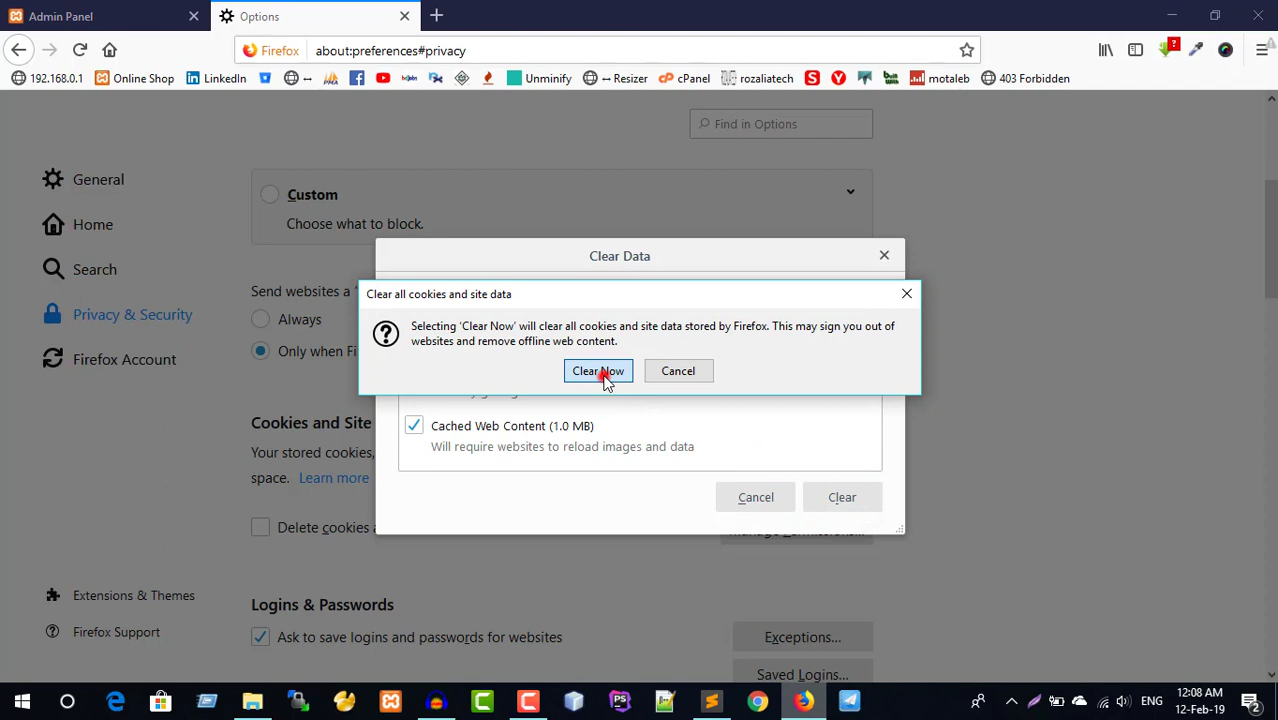 Admin Panel
Options
Firefox
about:preferences#privacy
192.168.0.1
Online Shop
LinkedIn
Unminify
Resizer
cPanel
rozaliatech
motaleb
403 Forbidden
Find in Options
General
Home
Search
Privacy & Security
Firefox Account
Extensions & Themes
Firefox Support
Custom
Choose what to block.
Send websites a
Always
Only when Fi
Cookies and Site
Your stored cookies,
space. Learn more
Delete cookies a
Logins & Passwords
Ask to save logins and passwords for websites
Exceptions...
Saved Logins...
Clear Data
Clear all cookies and site data
Selecting ‘Clear Now’ will clear all cookies and site data stored by Firefox. This may sign you out of
websites and remove offline web content.
Clear Now
Cancel
Cached Web Content (1.0 MB)
Will require websites to reload images and data
Cancel
Clear
ENG
12:08 AM
12-Feb-19